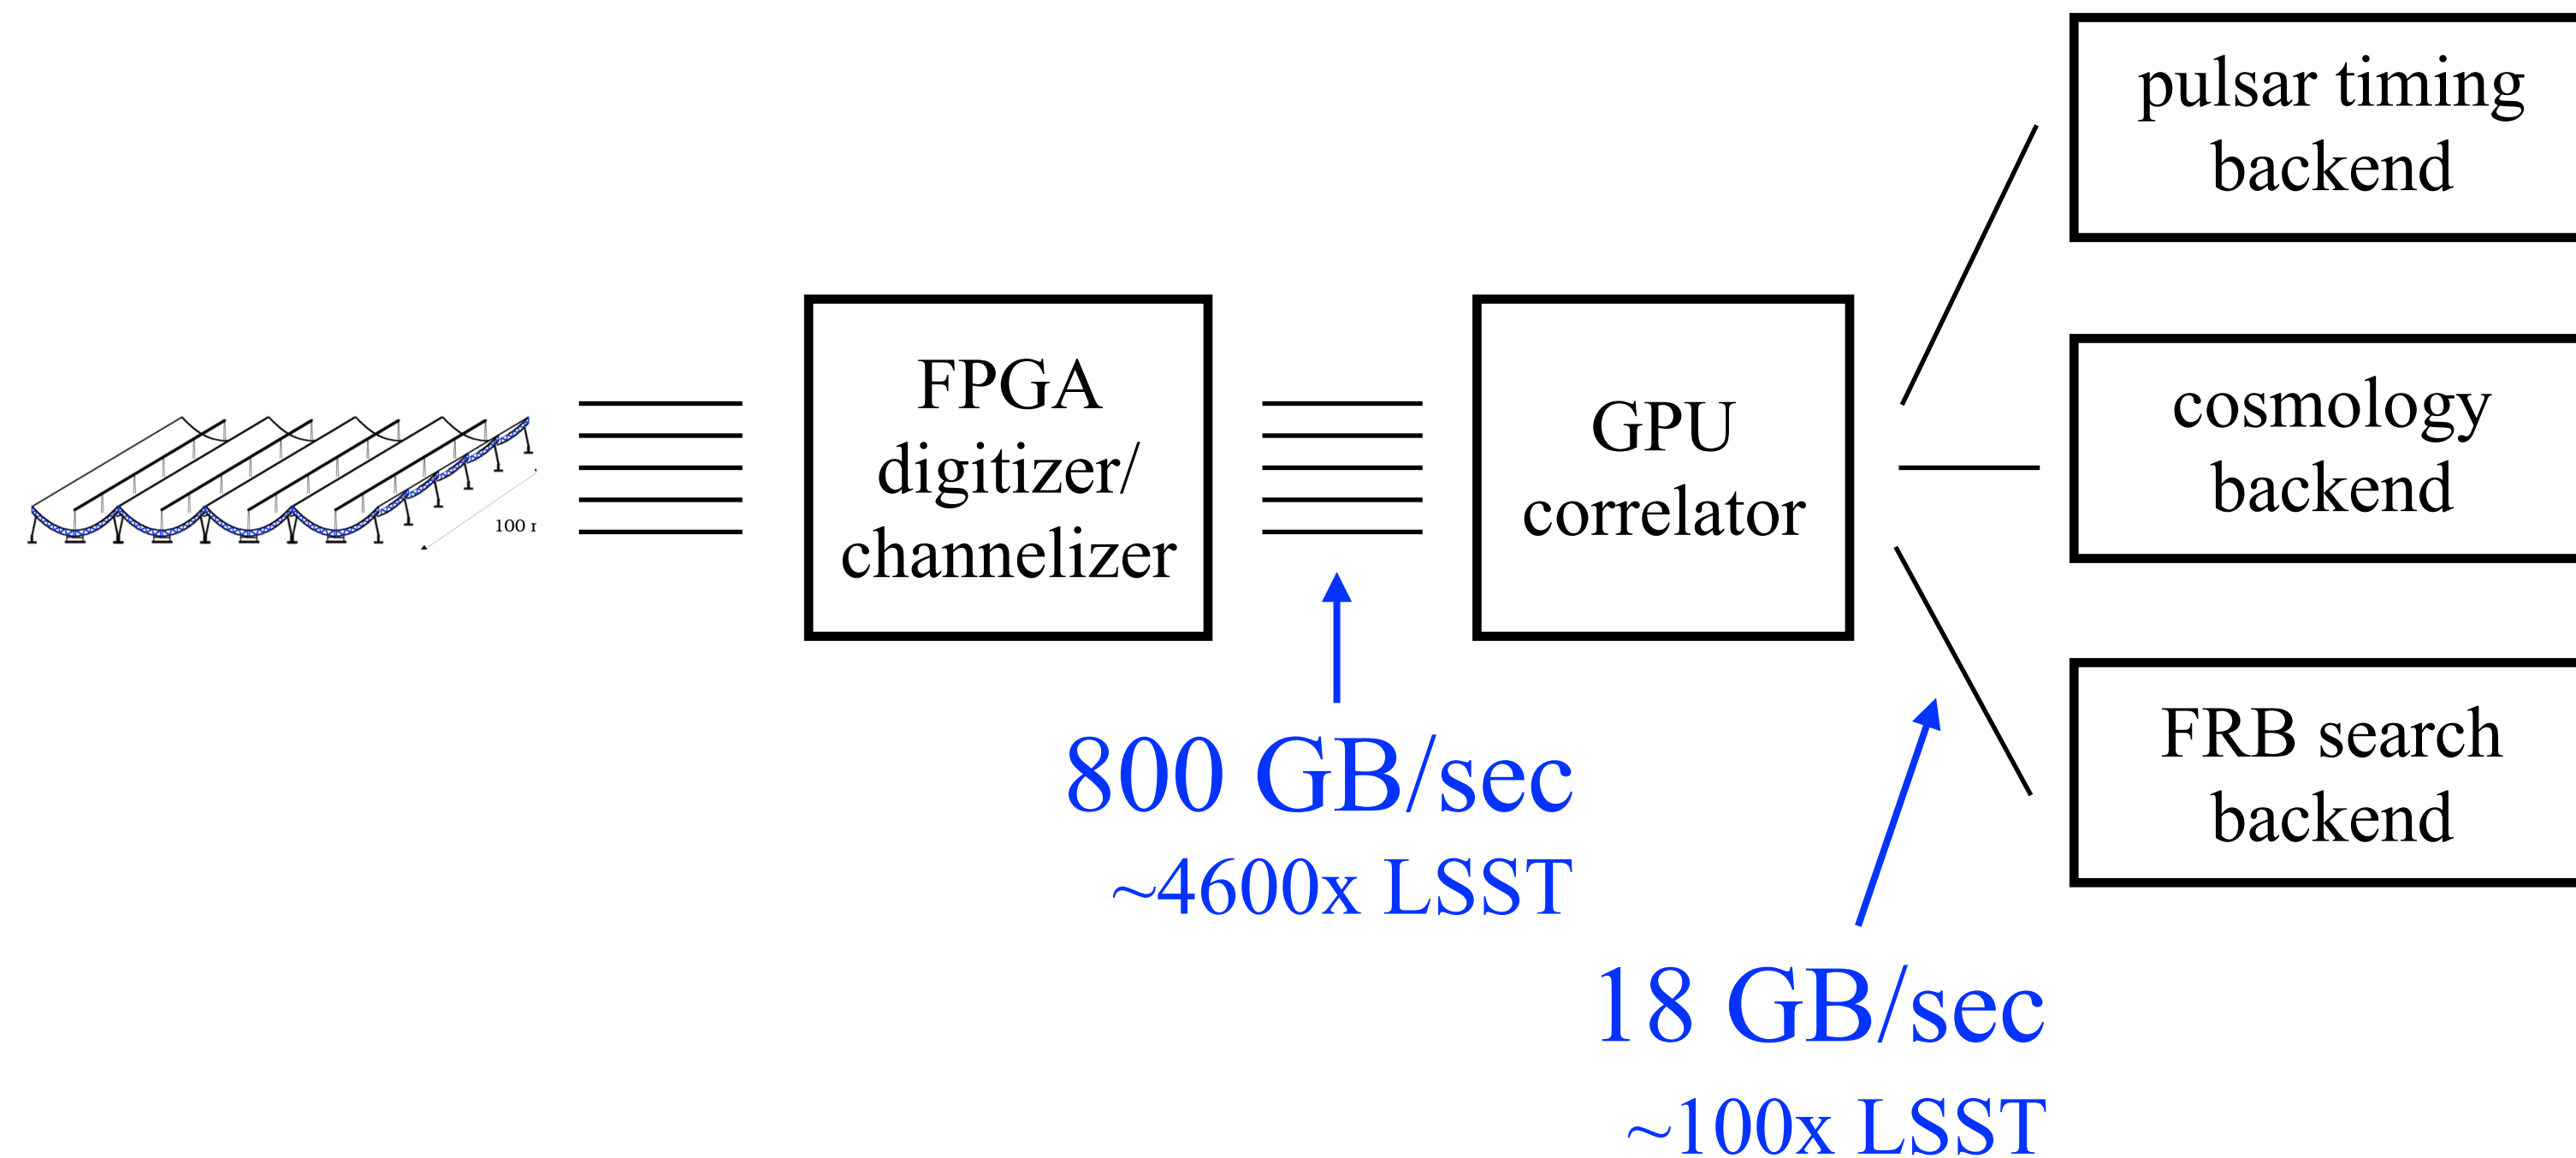 pulsar timing
backend
FPGA
digitizer/
channelizer
GPU
correlator
cosmology
backend
100 r
800 GB/sec
~4600x LSST
FRB search
backend
18 GB/sec
~100x LSST